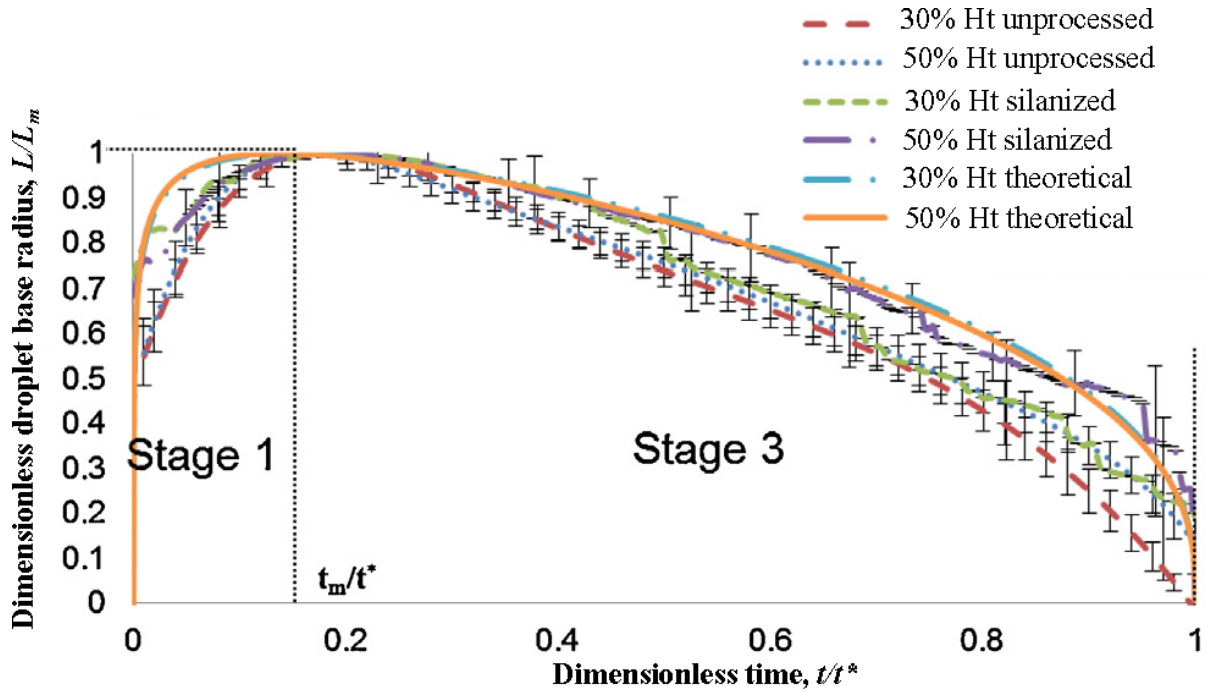 30% Ht unprocessed
50% Ht unprocessed
30% Ht silanized
50% Ht silanized
30% Ht theoretical
50% Ht theoretical
Dimensionless droplet base radius, L/Lm
1
0.9
0.8
0.7
0.6
0.5
0.4
0.3
0.2
0.1
0
Stage 1
Stage 3
tm/t*
0
0.2
0.4
0.6
0.8
1
Dimensionless time, t/t*